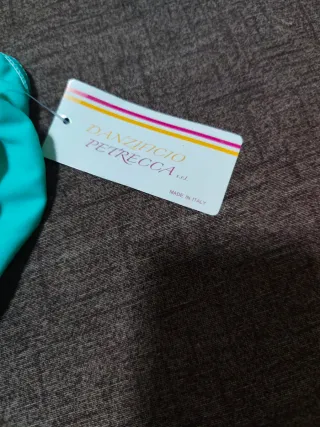 DANZIFICIO
PETRECCA s.r.l.
MADE IN ITALY